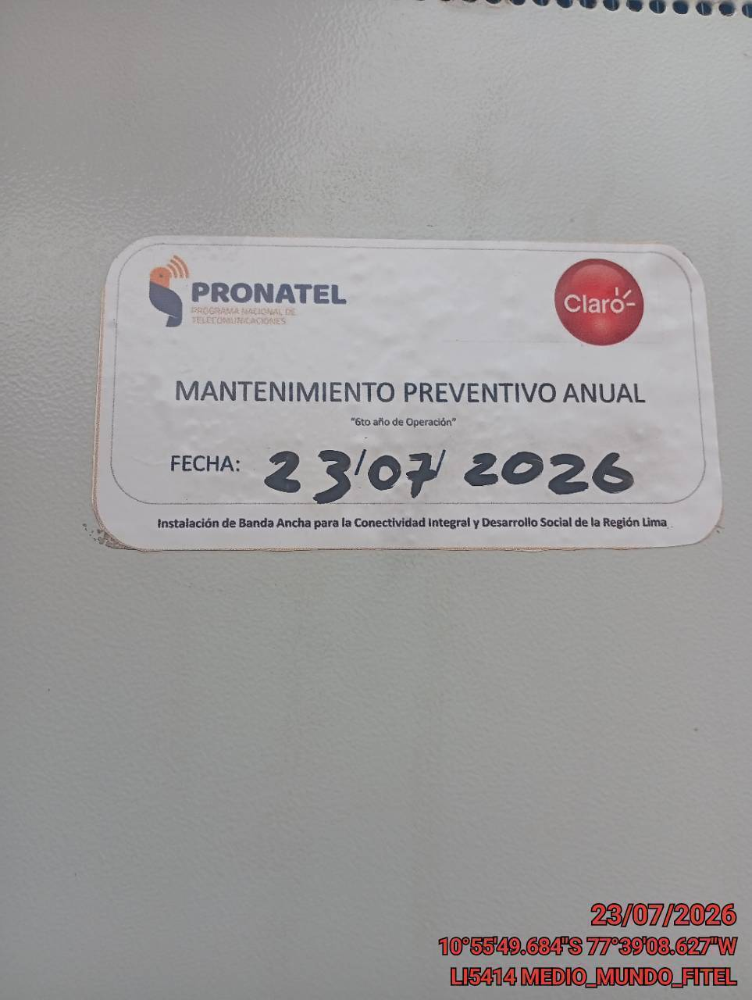 PRONATEL
PROGRAMA NACIONAL DE
TELECOMUNICACIONES
Claro
MANTENIMIENTO PREVENTIVO ANUAL
"6to año de Operación"
FECHA: 23/07/2026
Instalación de Banda Ancha para la Conectividad Integral y Desarrollo Social de la Región Lima
23/07/2026
10°55'49.684"S 77°39'08.627"W
LI5414 MEDIO_MUNDO_FITEL